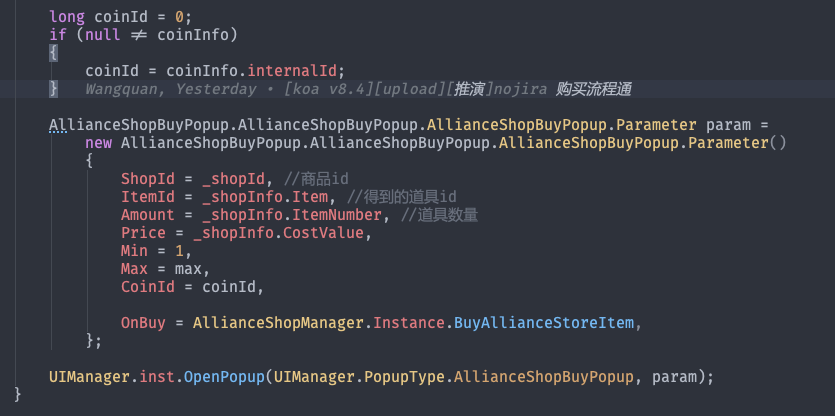 long coinId = 0;
if (null ≠ coinInfo)
{
coinId = coinInfo.internalId;
} Wangquan, Yesterday • [koa v8.4][upload][推演]nojira 购买流程通
AllianceShopBuyPopup.AllianceShopBuyPopup.AllianceShopBuyPopup.Parameter param =
new AllianceShopBuyPopup.AllianceShopBuyPopup.AllianceShopBuyPopup.Parameter()
{
ShopId = _shopId, //商品id
ItemId = _shopInfo.Item, //得到的道具id
Amount = _shopInfo.ItemNumber, //道具数量
Price = _shopInfo.CostValue,
Min = 1,
Max = max,
CoinId = coinId,
OnBuy = AllianceShopManager.Instance.BuyAllianceStoreItem,
};
UIManager.inst.OpenPopup(UIManager.PopupType.AllianceShopBuyPopup, param);
}